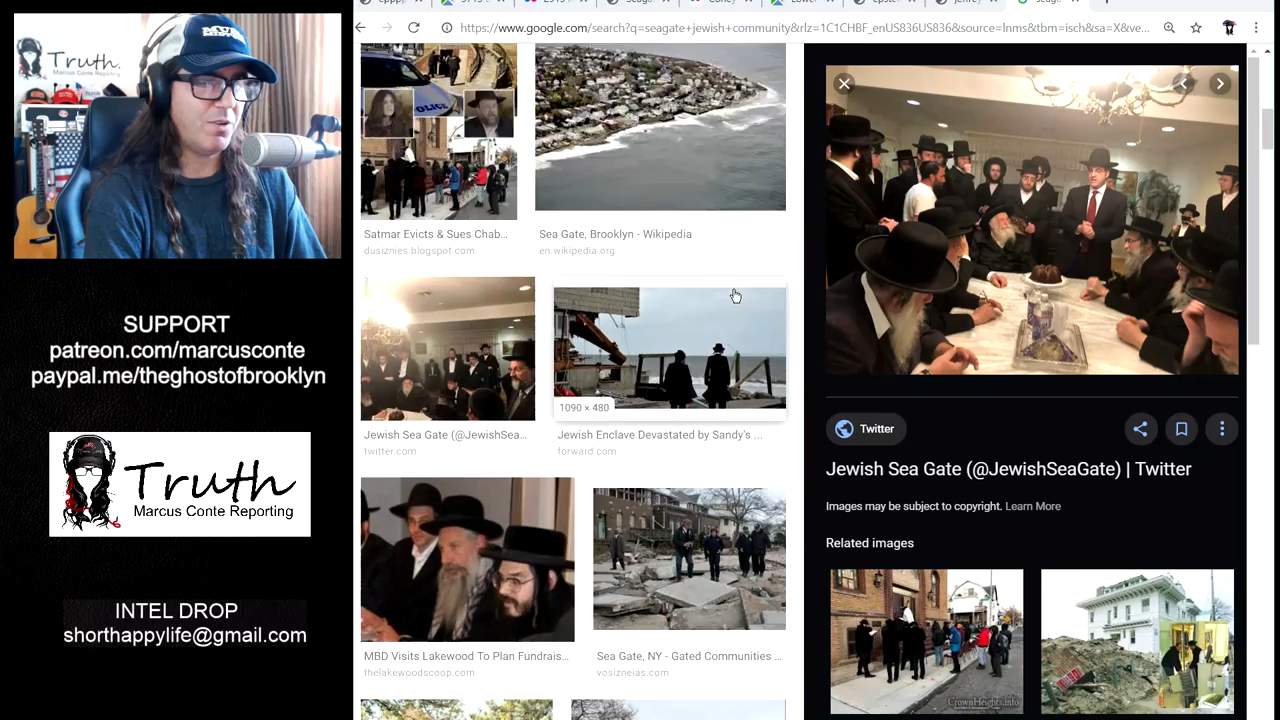 Truth.
Marcus Conte Reporting
SUPPORT
patreon.com/marcusconte
paypal.me/theghostofbrooklyn
Truth
Marcus Conte Reporting
INTEL DROP
shorthappylife@gmail.com
https://www.google.com/search?q=seagate+jewish+community&rlz=1C1CHBF_enUS836US836&source=lnms&tbm=isch&sa=X&ve...
POLICE
Satmar Evicts & Sues Chab...
dusiznies.blogspot.com
Sea Gate, Brooklyn - Wikipedia
en.wikipedia.org
Jewish Sea Gate (@JewishSea...
twitter.com
1090 × 480
Jewish Enclave Devastated by Sandy's ...
forward.com
MBD Visits Lakewood To Plan Fundrais...
thelakewoodscoop.com
Sea Gate, NY - Gated Communities ...
vosizneias.com
Twitter
Jewish Sea Gate (@JewishSeaGate) | Twitter
Images may be subject to copyright. Learn More
Related images
CrownHeights.info